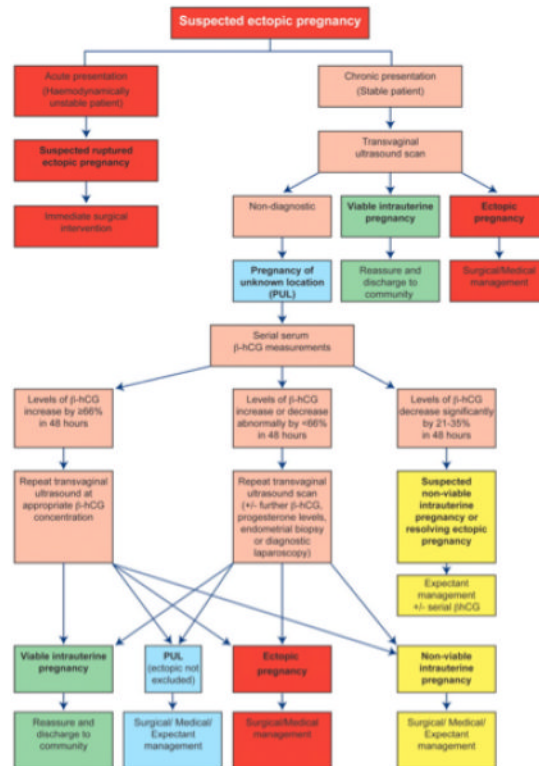 Suspected ectopic pregnancy
Acute presentation
(Haemodynamically
unstable patient)
Chronic presentation
(Stable patient)
Suspected ruptured
ectopic pregnancy
Transvaginal
ultrasound scan
Immediate surgical
intervention
Non-diagnostic
Viable intrauterine
pregnancy
Ectopic
pregnancy
Pregnancy of
unknown location
(PUL)
Reassure and
discharge to
community
Surgical/Medical
management
Serial serum
β-hCG measurements
Levels of β-hCG
increase by ≥66%
in 48 hours
Levels of β-hCG
increase or decrease
abnormally by <66%
in 48 hours
Levels of β-hCG
decrease significantly
by 21-35%
in 48 hours
Repeat transvaginal
ultrasound at
appropriate β-hCG
concentration
Repeat transvaginal
ultrasound scan
(+/- further β-hCG,
progesterone levels,
endometrial biopsy
or diagnostic
laparoscopy)
Suspected
non-viable
intrauterine
pregnancy or
resolving ectopic
pregnancy
Expectant
management
+/- serial βhCG
Viable intrauterine
pregnancy
PUL
(ectopic not
excluded)
Ectopic
pregnancy
Non-viable
intrauterine
pregnancy
Reassure and
discharge to
community
Surgical/ Medical/
Expectant
management
Surgical/Medical
management
Surgical/ Medical/
Expectant
management